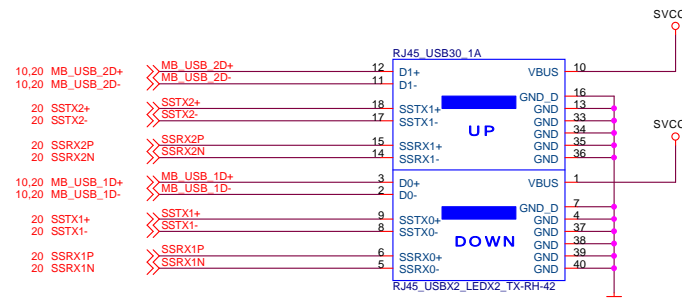 SVCC
RJ45_USB30_1A
10,20 MB_USB_2D+ MB_USB_2D+ 12 D1+ VBUS 10
10,20 MB_USB_2D- MB_USB_2D- 11 D1-
GND_D 16
20 SSTX2+ SSTX2+ 18 SSTX1+ GND 13
20 SSTX2- SSTX2- 17 SSTX1- GND 33
UP GND 34
20 SSRX2P SSRX2P 15 SSRX1+ GND 35
20 SSRX2N SSRX2N 14 SSRX1- GND 36
SVCC
10,20 MB_USB_1D+ MB_USB_1D+ 3 D0+ VBUS 1
10,20 MB_USB_1D- MB_USB_1D- 2 D0-
GND_D 7
20 SSTX1+ SSTX1+ 9 SSTX0+ GND 4
20 SSTX1- SSTX1- 8 SSTX0- GND 37
DOWN GND 38
20 SSRX1P SSRX1P 6 SSRX0+ GND 39
20 SSRX1N SSRX1N 5 SSRX0- GND 40
RJ45_USBX2_LEDX2_TX-RH-42